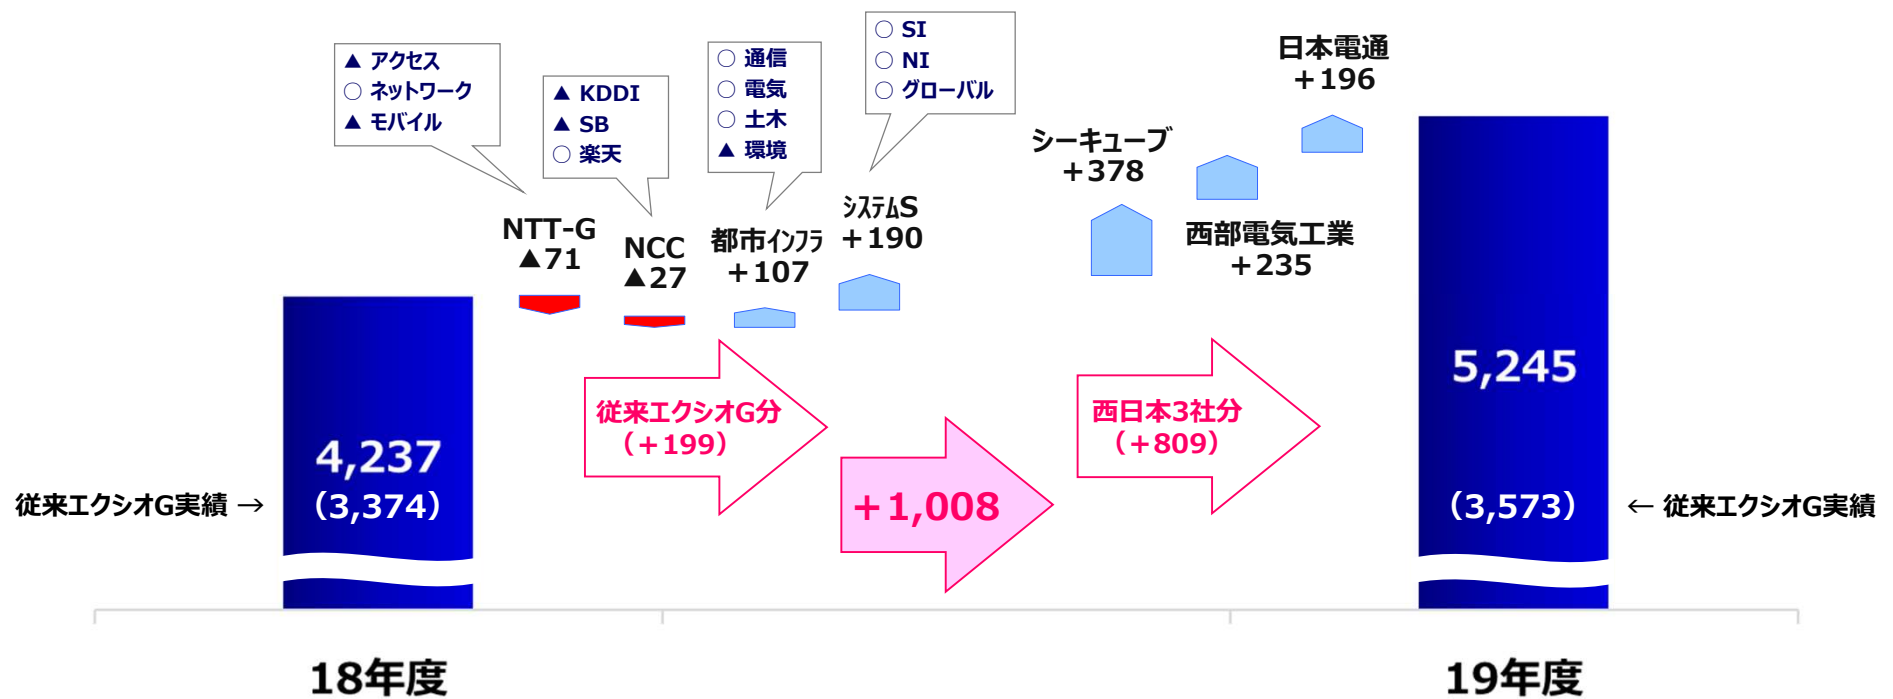 ▲ アクセス
○ ネットワーク
▲ モバイル
▲ KDDI
▲ SB
○ 楽天
○ 通信
○ 電気
○ 土木
▲ 環境
○ SI
○ NI
○ グローバル
NTT-G
▲71
NCC
▲27
都市インフラ
+107
システムS
+190
シーキューブ
+378
西部電気工業
+235
日本電通
+196
従来エクシオG分
(+199)
+1,008
西日本3社分
(+809)
4,237
(3,374)
従来エクシオG実績 →
5,245
(3,573)
← 従来エクシオG実績
18年度
19年度